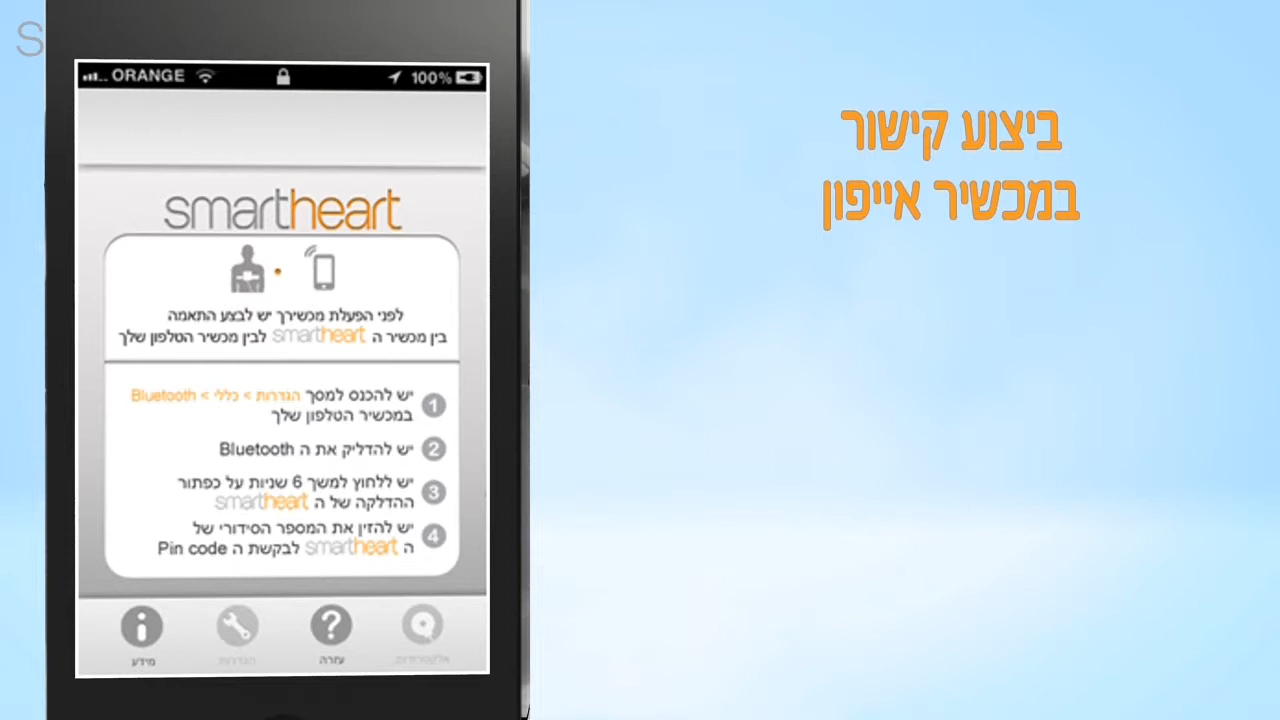 S
ORANGE 100%
ביצוע קישור
במכשיר אייפון
smartheart
לפני הפעלת מכשירך יש לבצע התאמה
בין מכשיר ה smartheart לבין מכשיר הטלפון שלך
1 יש להכנס למסך הגדרות > כללי > Bluetooth
במכשיר הטלפון שלך
2 יש להדליק את ה Bluetooth
3 יש ללחוץ למשך 6 שניות על כפתור
ההדלקה של ה smartheart
4 יש להזין את המספר הסידורי של
ה smartheart לבקשת ה Pin code
אלקטרודות
עזרה
הגדרות
מידע